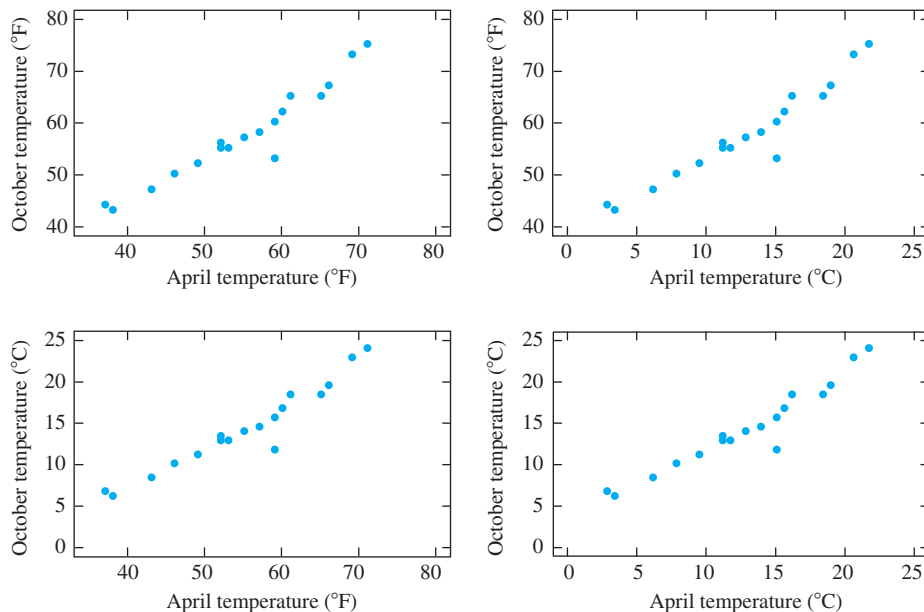 October temperature (°F)
80
70
60
50
40
40 50 60 70 80
April temperature (°F)
October temperature (°F)
80
70
60
50
40
0 5 10 15 20 25
April temperature (°C)
October temperature (°C)
25
20
15
10
5
0
40 50 60 70 80
April temperature (°F)
October temperature (°C)
25
20
15
10
5
0
0 5 10 15 20 25
April temperature (°C)